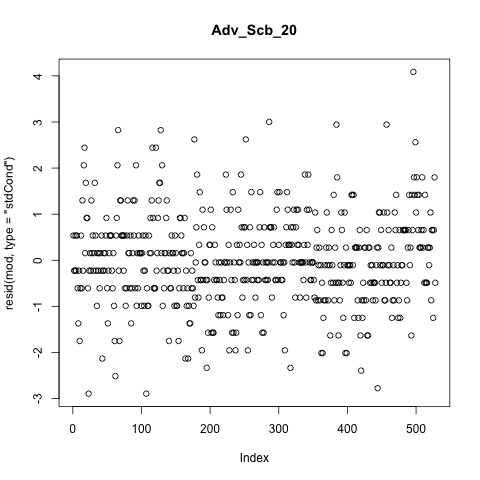 Adv_Scb_20
resid(mod, type = "stdCond")
4
3
2
1
0
-1
-2
-3
0 100 200 300 400 500
Index